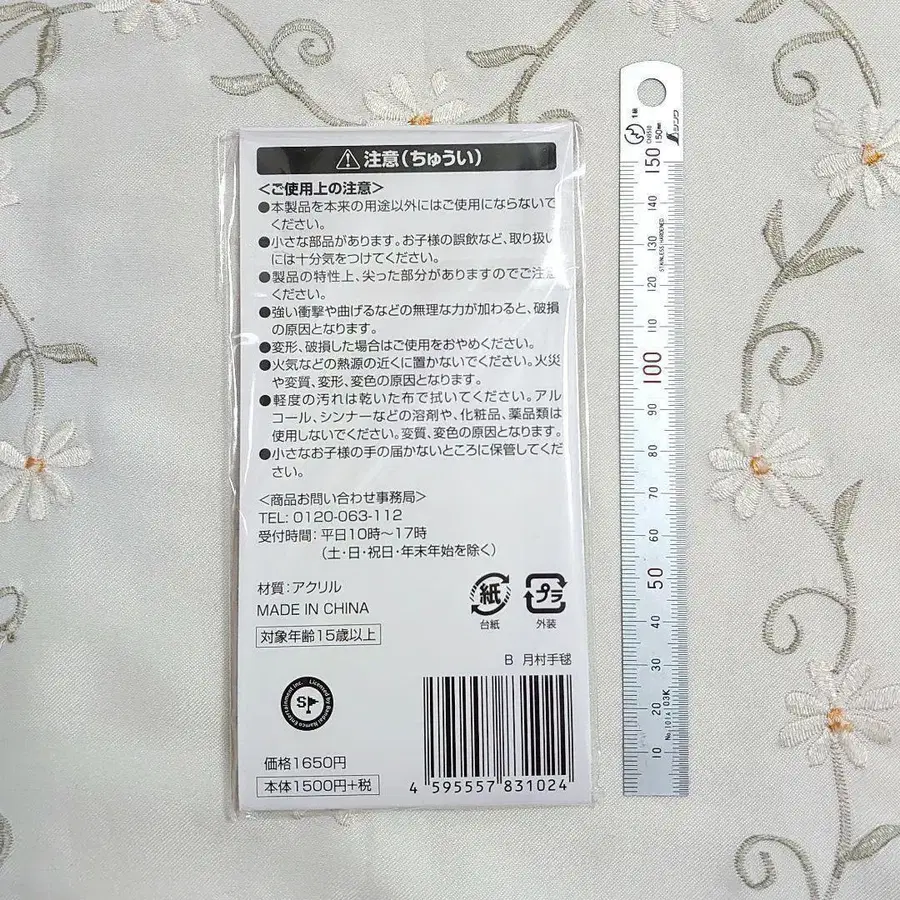 注意(ちゅうい)
<ご使用上の注意>
●本製品を本来の用途以外にはご使用にならないで
ください。
●小さな部品があります。お子様の誤飲など、取り扱い
には十分気をつけてください。
●製品の特性上、尖った部分がありますのでご注意
ください。
●強い衝撃や曲げるなどの無理な力が加わると、破損
の原因となります。
●変形、破損した場合はご使用をおやめください。
●火気などの熱源の近くに置かないでください。火災
や変質、変形、変色の原因となります。
●軽度の汚れは乾いた布で拭いてください。アル
コール、シンナーなどの溶剤や、化粧品、薬品類は
使用しないでください。変質、変色の原因となります。
●小さなお子様の手の届かないところに保管してくだ
さい。
<商品お問い合わせ事務局>
TEL: 0120-063-112
受付時間:平日10時～17時
(土・日・祝日・年末年始を除く)
材質:アクリル
MADE IN CHINA
対象年齢15歳以上
紙
台紙
プラ
外装
B 月村手毬
Licensed by Bandai Namco Entertainment Inc.
SP
価格1650円
本体1500円+税
4 595557 831024
1級
150㎜
シンワ
STAINLESS HARDENED
150
140
130
120
110
100
90
80
70
60
50
40
30
20
10